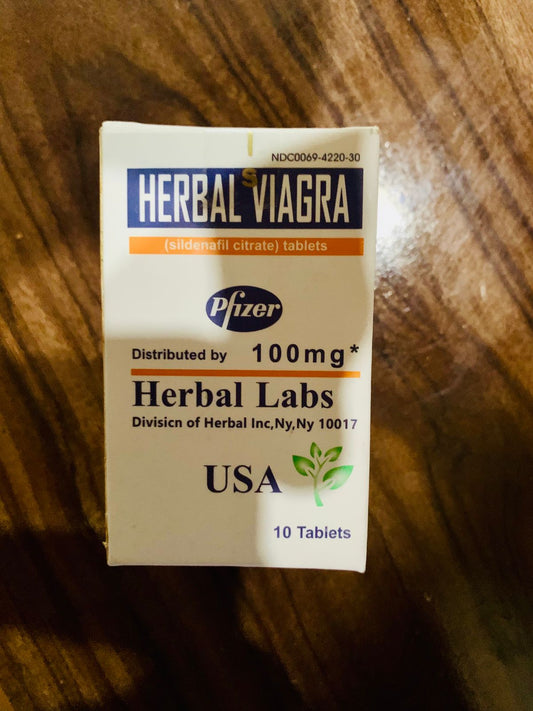 NDC0069-4220-30
S
HERBAL VIAGRA
(sildenafil citrate) tablets
Pfizer
Distributed by 100mg*
Herbal Labs
Divisicn of Herbal Inc,Ny,Ny 10017
USA
10 Tablets